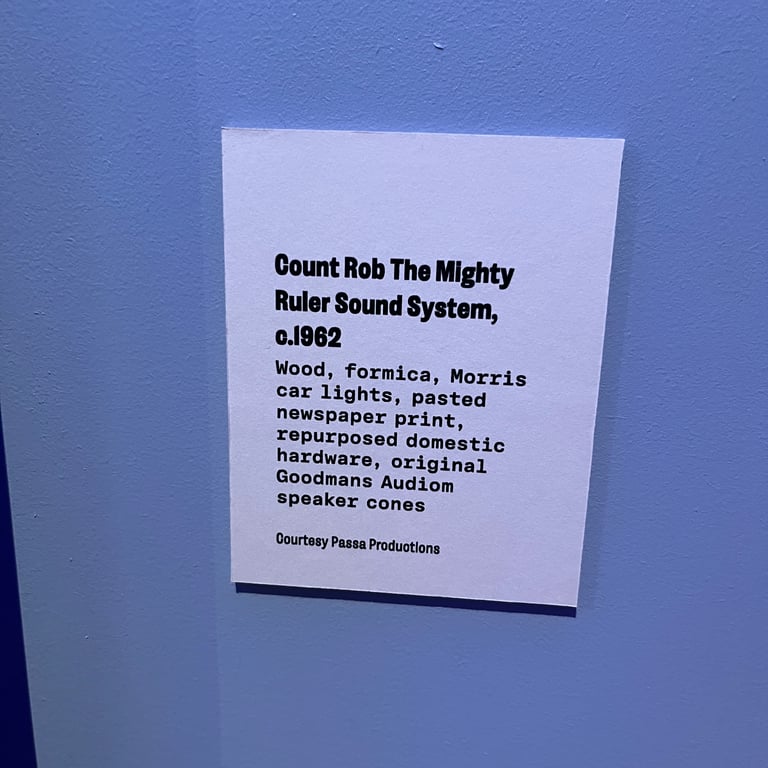 Count Rob The Mighty
Ruler Sound System,
c.1962
Wood, formica, Morris
car lights, pasted
newspaper print,
repurposed domestic
hardware, original
Goodmans Audiom
speaker cones
Courtesy Passa Productions